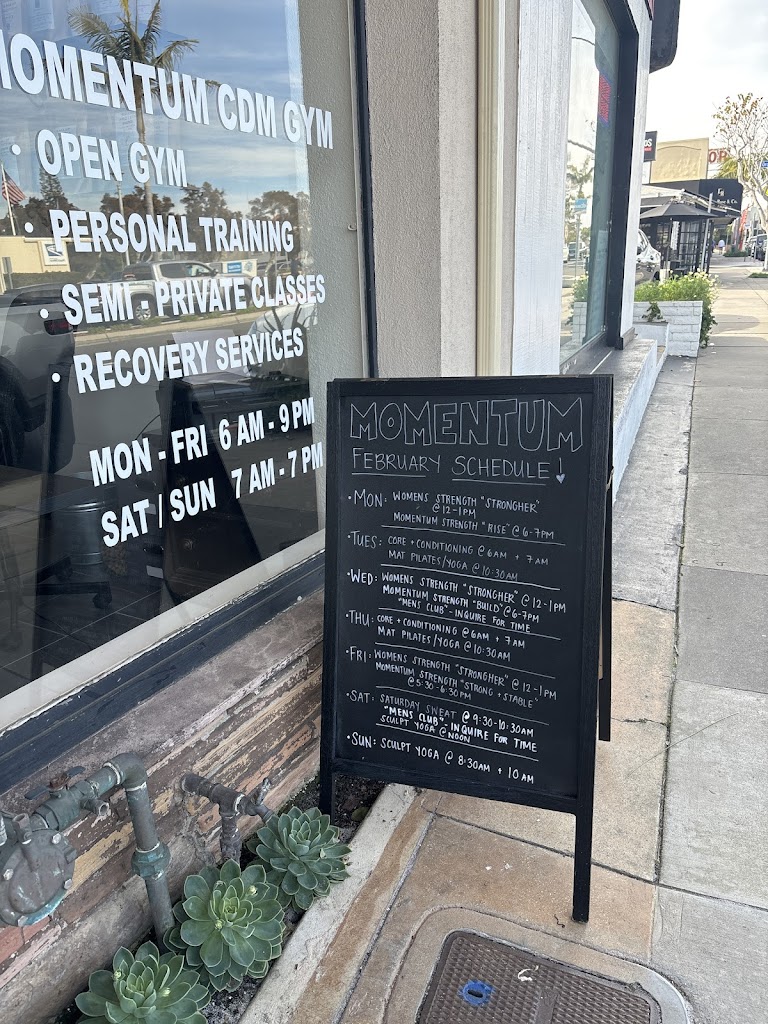 MOMENTUM CDM GYM
• OPEN GYM
• PERSONAL TRAINING
• SEMI - PRIVATE CLASSES
• RECOVERY SERVICES
MON - FRI 6 AM - 9 PM
SAT / SUN 7 AM - 7 PM
MOMENTUM
FEBRUARY SCHEDULE!
• MON: WOMENS STRENGTH "STRONGHER"
@ 12-1PM
MOMENTUM STRENGTH "RISE" @ 6-7PM
• TUES: CORE + CONDITIONING @ 6AM + 7AM
MAT PILATES/YOGA @ 10:30AM
• WED: WOMENS STRENGTH "STRONGHER" @ 12-1PM
MOMENTUM STRENGTH "BUILD" @ 6-7PM
"MENS CLUB" - INQUIRE FOR TIME
• THU: CORE + CONDITIONING @ 6AM + 7AM
MAT PILATES/YOGA @ 10:30AM
• FRI: WOMENS STRENGTH "STRONGHER" @ 12-1PM
MOMENTUM STRENGTH "STRONG + STABLE"
@ 5:30-6:30PM
• SAT: SATURDAY SWEAT @ 9:30-10:30AM
"MENS CLUB" - INQUIRE FOR TIME
SCULPT YOGA @ NOON
• SUN: SCULPT YOGA @ 8:30AM + 10AM